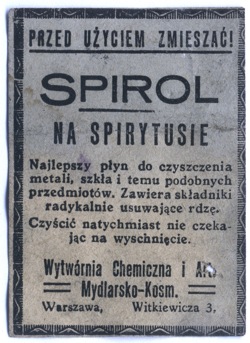 PRZED UŻYCIEM ZMIESZAĆ!
SPIROL
NA SPIRYTUSIE
Najlepszy płyn do czyszczenia
metali, szkła i temu podobnych
przedmiotów. Zawiera składniki
radykalnie usuwające rdzę.
Czyścić natychmiast nie czeka-
jąc na wyschnięcie.
Wytwórnia Chemiczna i
Mydlarsko-Kosm.
Warszawa, Witkiewicza 3.